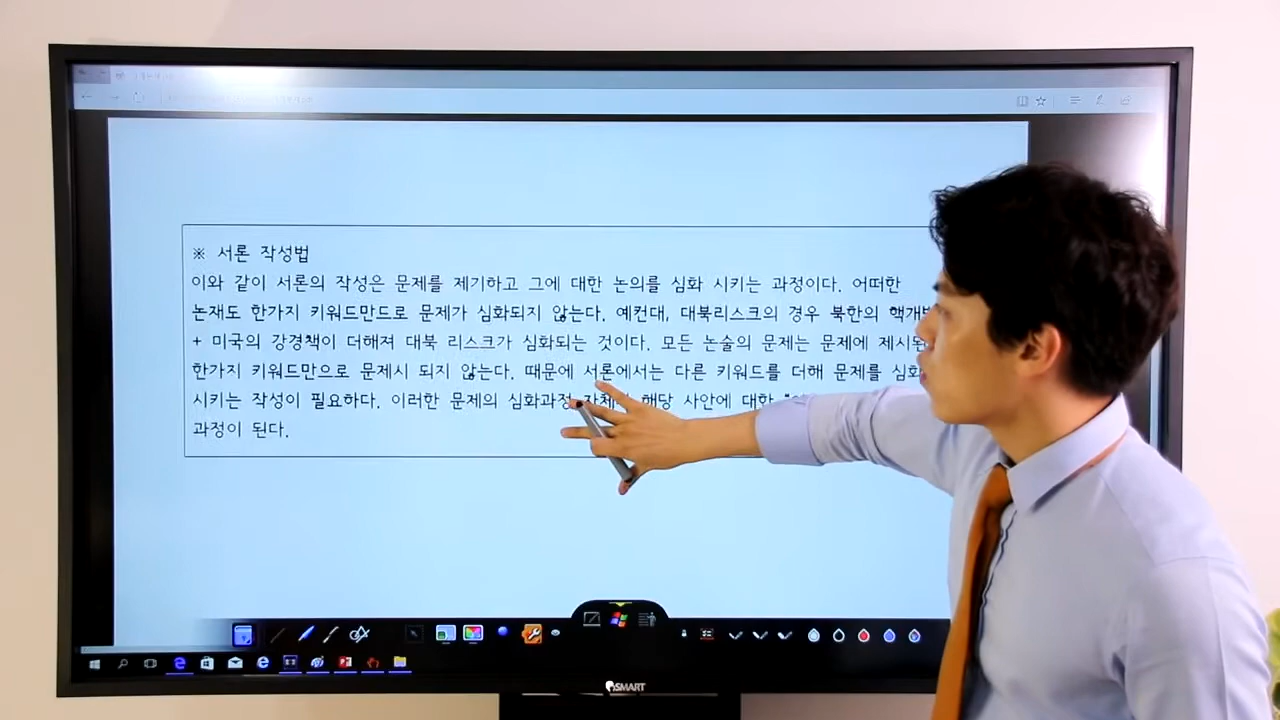 ※ 서론 작성법
이와 같이 서론의 작성은 문제를 제기하고 그에 대한 논의를 심화 시키는 과정이다. 어떠한
논재도 한가지 키워드만드로 문제가 심화되지 않는다. 예컨대, 대북리스크의 경우 북한의
+ 미국의 강경책이 더해져 대북 리스크가 심화되는 것이다. 모든 논술의 문제는 문제에
한가지 키워드만으로 문제시 되지 않는다. 때문에 서론에서는 다른 키워드를 더해 문제를 심화
시키는 작성이 필요하다. 이러한 문제의 심화과정 해당 사안에 대한
과정이 된다.
SMART